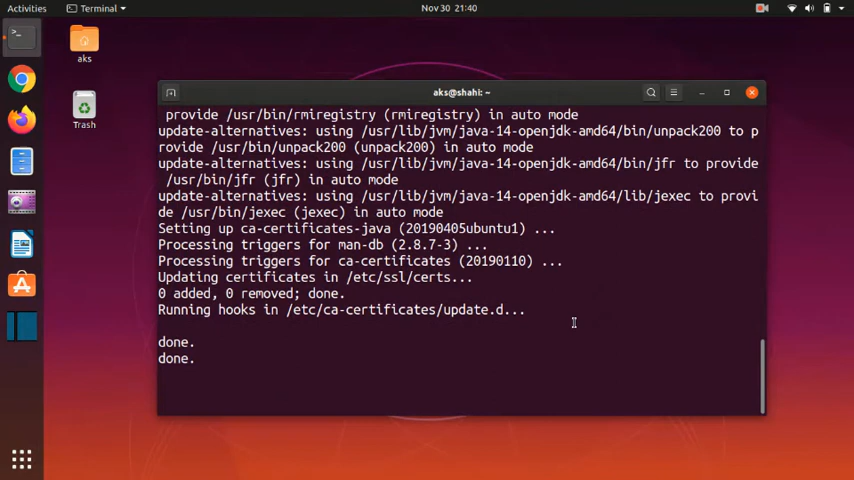 Activities
Terminal
Nov 30 21:40
aks
Trash
aks@shahi: ~
provide /usr/bin/rmiregistry (rmiregistry) in auto mode
update-alternatives: using /usr/lib/jvm/java-14-openjdk-amd64/bin/unpack200 to p
rovide /usr/bin/unpack200 (unpack200) in auto mode
update-alternatives: using /usr/lib/jvm/java-14-openjdk-amd64/bin/jfr to provide
/usr/bin/jfr (jfr) in auto mode
update-alternatives: using /usr/lib/jvm/java-14-openjdk-amd64/lib/jexec to provi
de /usr/bin/jexec (jexec) in auto mode
Setting up ca-certificates-java (20190405ubuntu1) ...
Processing triggers for man-db (2.8.7-3) ...
Processing triggers for ca-certificates (20190110) ...
Updating certificates in /etc/ssl/certs...
0 added, 0 removed; done.
Running hooks in /etc/ca-certificates/update.d...
done.
done.